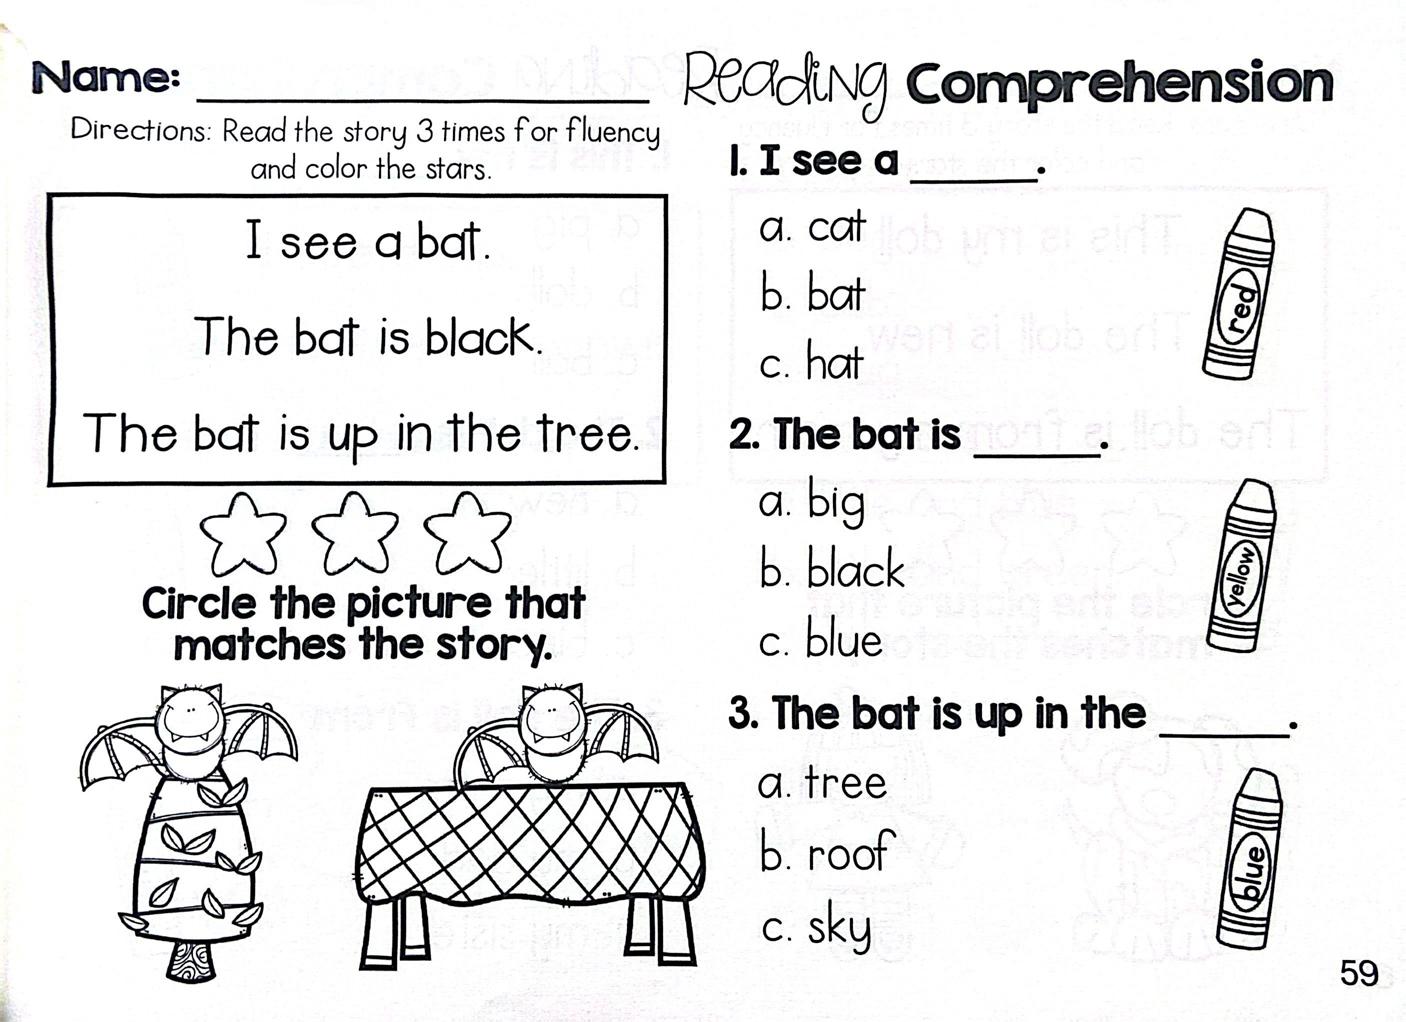 Name: ____________________
Reading Comprehension
Directions: Read the story 3 times for fluency
and color the stars.
I see a bat.
The bat is black.
The bat is up in the tree.
Circle the picture that
matches the story.
1. I see a ______.
a. cat
b. bat
c. hat
red
2. The bat is ______.
a. big
b. black
c. blue
yellow
3. The bat is up in the ______.
a. tree
b. roof
c. sky
blue
59